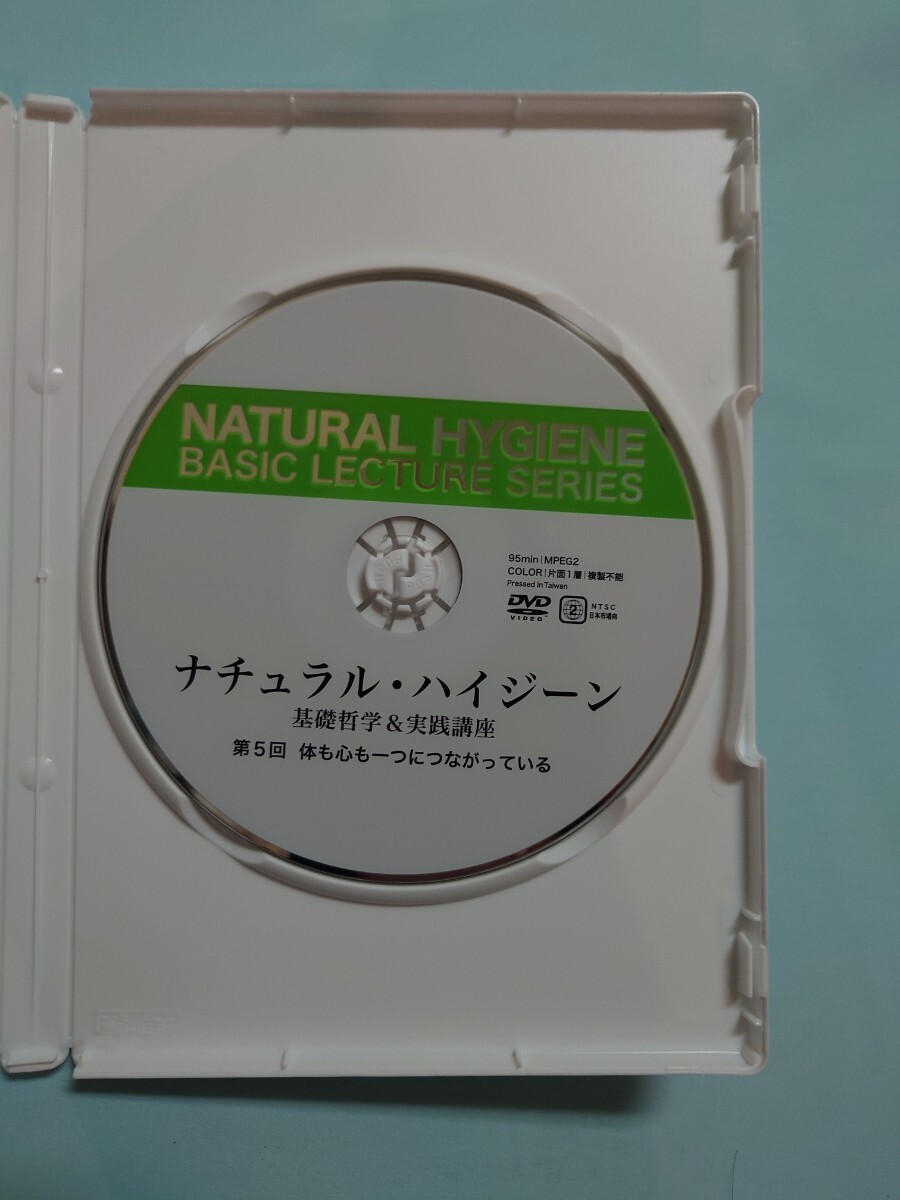 NATURAL HYGIENE
BASIC LECTURE SERIES
95min|MPEG2
COLOR|片面1層|複製不能
Pressed in Taiwan
DVD
VIDEO
2
NTSC
日本市場向
ナチュラル・ハイジーン
基礎哲学&実践講座
第5回 体も心も一つにつながっている